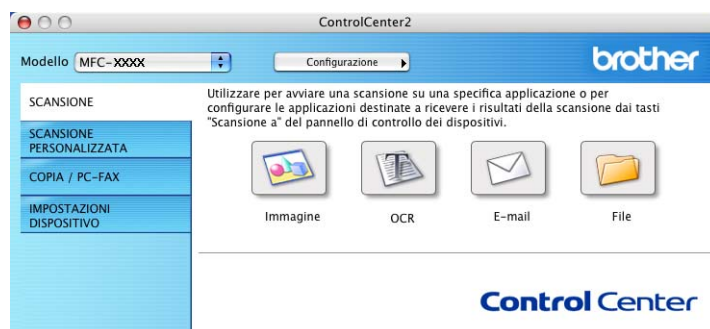 ControlCenter2
Modello MFC-XXXX
Configurazione
brother
SCANSIONE
SCANSIONE
PERSONALIZZATA
COPIA / PC-FAX
IMPOSTAZIONI
DISPOSITIVO
Utilizzare per avviare una scansione su una specifica applicazione o per
configurare le applicazioni destinate a ricevere i risultati della scansione dai tasti
"Scansione a" del pannello di controllo dei dispositivi.
Immagine
OCR
E-mail
File
Control Center